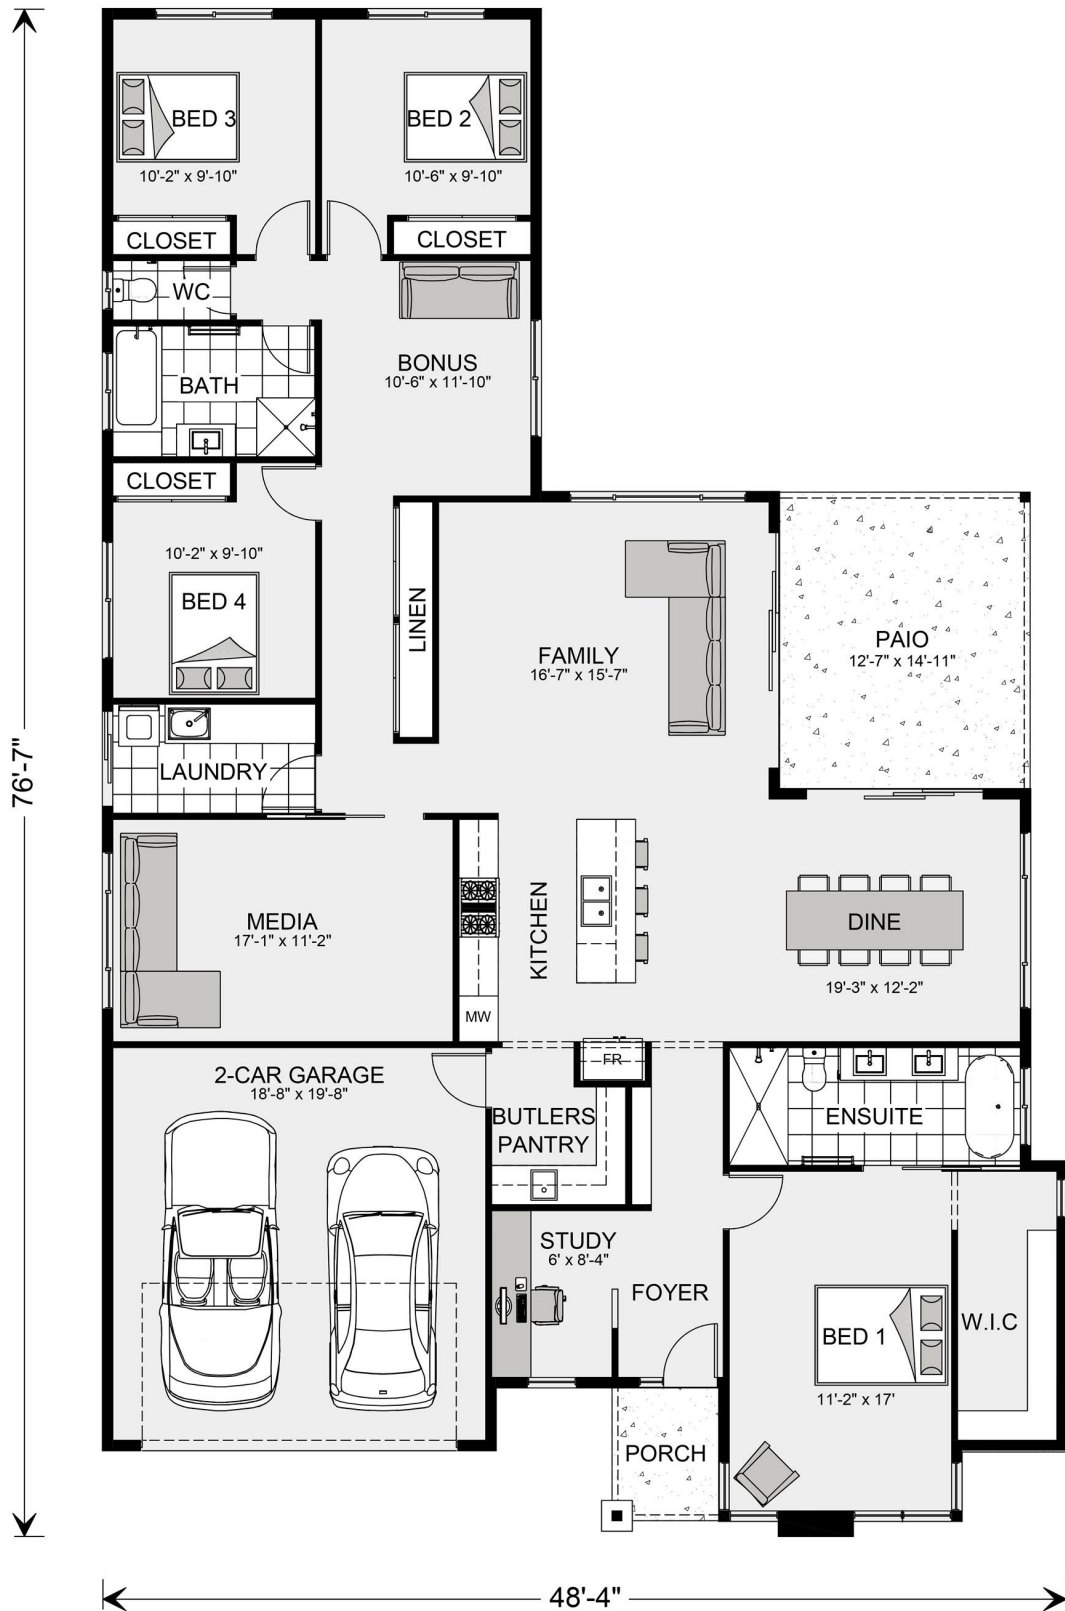 BED 3
10'-2" x 9'-10"
BED 2
10'-6" x 9'-10"
CLOSET
CLOSET
WC
BONUS
10'-6" x 11'-10"
BATH
CLOSET
10'-2" x 9'-10"
BED 4
LINEN
FAMILY
16'-7" x 15'-7"
PAIO
12'-7" x 14'-11"
76'-7"
LAUNDRY
MEDIA
17'-1" x 11'-2"
KITCHEN
DINE
19'-3" x 12'-2"
MW
FR
2-CAR GARAGE
18'-8" x 19'-8"
BUTLERS
PANTRY
ENSUITE
STUDY
6' x 8'-4"
FOYER
BED 1
11'-2" x 17'
W.I.C
PORCH
48'-4"